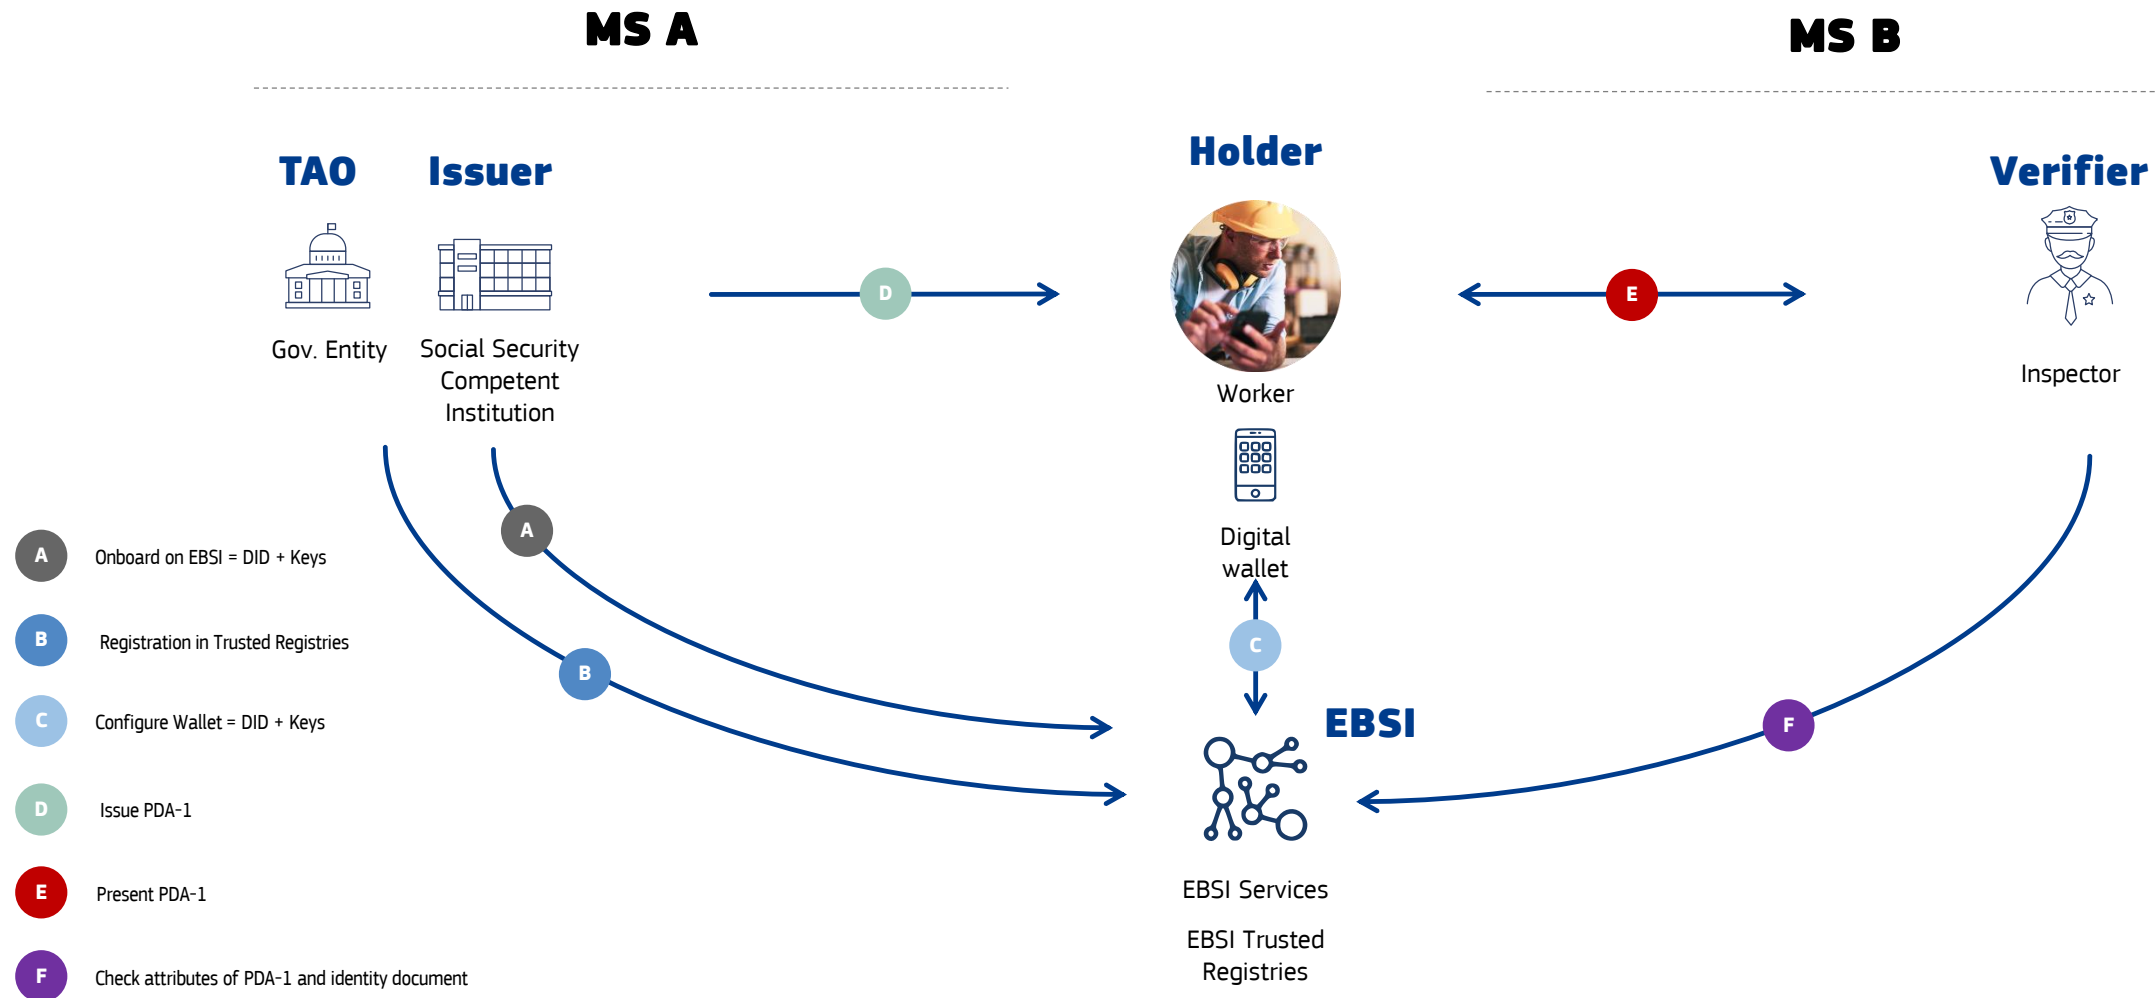 MS A
MS B
TAO
Issuer
Holder
Verifier
Gov. Entity
Social Security
Competent
Institution
D
E
Worker
Inspector
Digital
wallet
A
B
C
F
EBSI
EBSI Services
EBSI Trusted
Registries
A Onboard on EBSI = DID + Keys
B Registration in Trusted Registries
C Configure Wallet = DID + Keys
D Issue PDA-1
E Present PDA-1
F Check attributes of PDA-1 and identity document